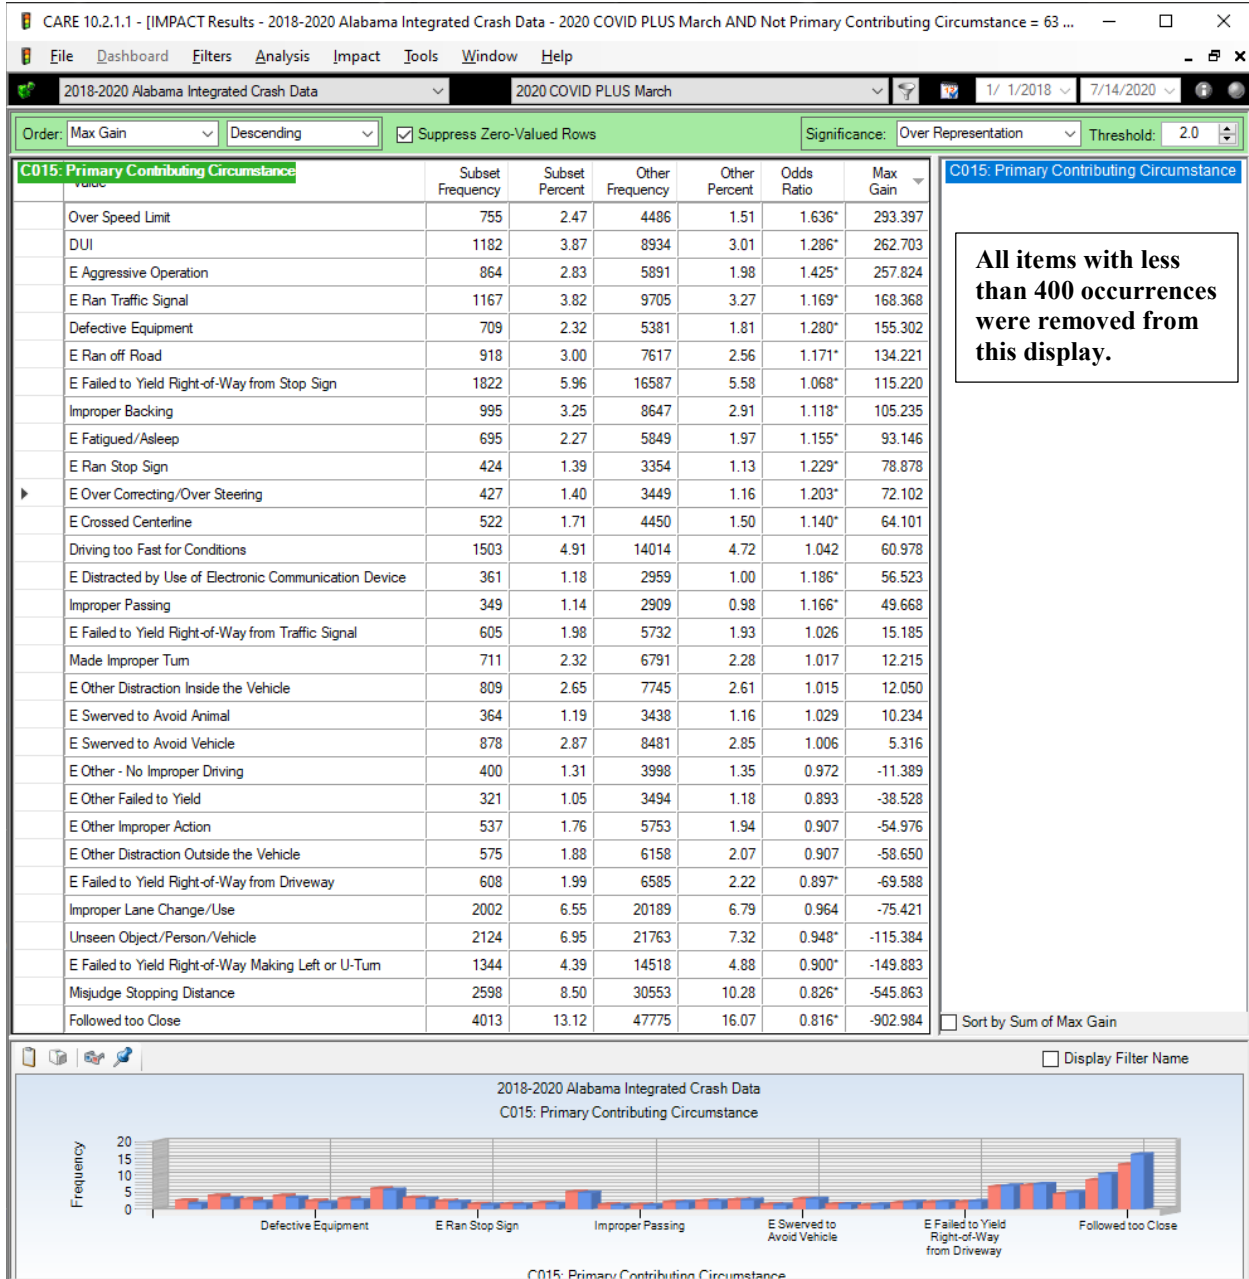 CARE 10.2.1.1 - [IMPACT Results - 2018-2020 Alabama Integrated Crash Data - 2020 COVID PLUS March AND Not Primary Contributing Circumstance = 63 ...
File Dashboard Filters Analysis Impact Tools Window Help
2018-2020 Alabama Integrated Crash Data 2020 COVID PLUS March 1/ 1/2018 7/14/2020
Order: Max Gain Descending Suppress Zero-Valued Rows Significance: Over Representation Threshold: 2.0
C015: Primary Contributing Circumstance Subset Frequency Subset Percent Other Frequency Other Percent Odds Ratio Max Gain
Over Speed Limit 755 2.47 4486 1.51 1.636* 293.397
DUI 1182 3.87 8934 3.01 1.286* 262.703
E Aggressive Operation 864 2.83 5891 1.98 1.425* 257.824
E Ran Traffic Signal 1167 3.82 9705 3.27 1.169* 168.368
Defective Equipment 709 2.32 5381 1.81 1.280* 155.302
E Ran off Road 918 3.00 7617 2.56 1.171* 134.221
E Failed to Yield Right-of-Way from Stop Sign 1822 5.96 16587 5.58 1.068* 115.220
Improper Backing 995 3.25 8647 2.91 1.118* 105.235
E Fatigued/Asleep 695 2.27 5849 1.97 1.155* 93.146
E Ran Stop Sign 424 1.39 3354 1.13 1.229* 78.878
E Over Correcting/Over Steering 427 1.40 3449 1.16 1.203* 72.102
E Crossed Centerline 522 1.71 4450 1.50 1.140* 64.101
Driving too Fast for Conditions 1503 4.91 14014 4.72 1.042 60.978
E Distracted by Use of Electronic Communication Device 361 1.18 2959 1.00 1.186* 56.523
Improper Passing 349 1.14 2909 0.98 1.166* 49.668
E Failed to Yield Right-of-Way from Traffic Signal 605 1.98 5732 1.93 1.026 15.185
Made Improper Turn 711 2.32 6791 2.28 1.017 12.215
E Other Distraction Inside the Vehicle 809 2.65 7745 2.61 1.015 12.050
E Swerved to Avoid Animal 364 1.19 3438 1.16 1.029 10.234
E Swerved to Avoid Vehicle 878 2.87 8481 2.85 1.006 5.316
E Other - No Improper Driving 400 1.31 3998 1.35 0.972 -11.389
E Other Failed to Yield 321 1.05 3494 1.18 0.893 -38.528
E Other Improper Action 537 1.76 5753 1.94 0.907 -54.976
E Other Distraction Outside the Vehicle 575 1.88 6158 2.07 0.907 -58.650
E Failed to Yield Right-of-Way from Driveway 608 1.99 6585 2.22 0.897* -69.588
Improper Lane Change/Use 2002 6.55 20189 6.79 0.964 -75.421
Unseen Object/Person/Vehicle 2124 6.95 21763 7.32 0.948* -115.384
E Failed to Yield Right-of-Way Making Left or U-Turn 1344 4.39 14518 4.88 0.900* -149.883
Misjudge Stopping Distance 2598 8.50 30553 10.28 0.826* -545.863
Followed too Close 4013 13.12 47775 16.07 0.816* -902.984
C015: Primary Contributing Circumstance
All items with less
than 400 occurrences
were removed from
this display.
Sort by Sum of Max Gain
Display Filter Name
2018-2020 Alabama Integrated Crash Data
C015: Primary Contributing Circumstance
Frequency
20
15
10
5
0
Defective Equipment
E Ran Stop Sign
Improper Passing
E Swerved to
Avoid Vehicle
E Failed to Yield
Right-of-Way
from Driveway
Followed too Close
C015: Primary Contributing Circumstance